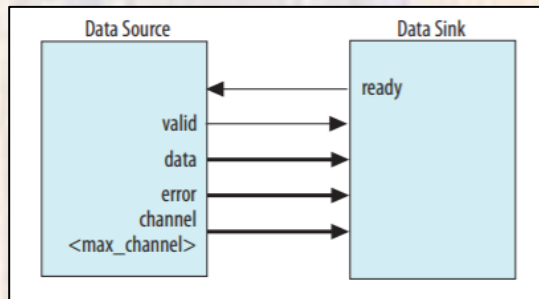 Data Source
Data Sink
ready
valid
data
error
channel
<max_channel>